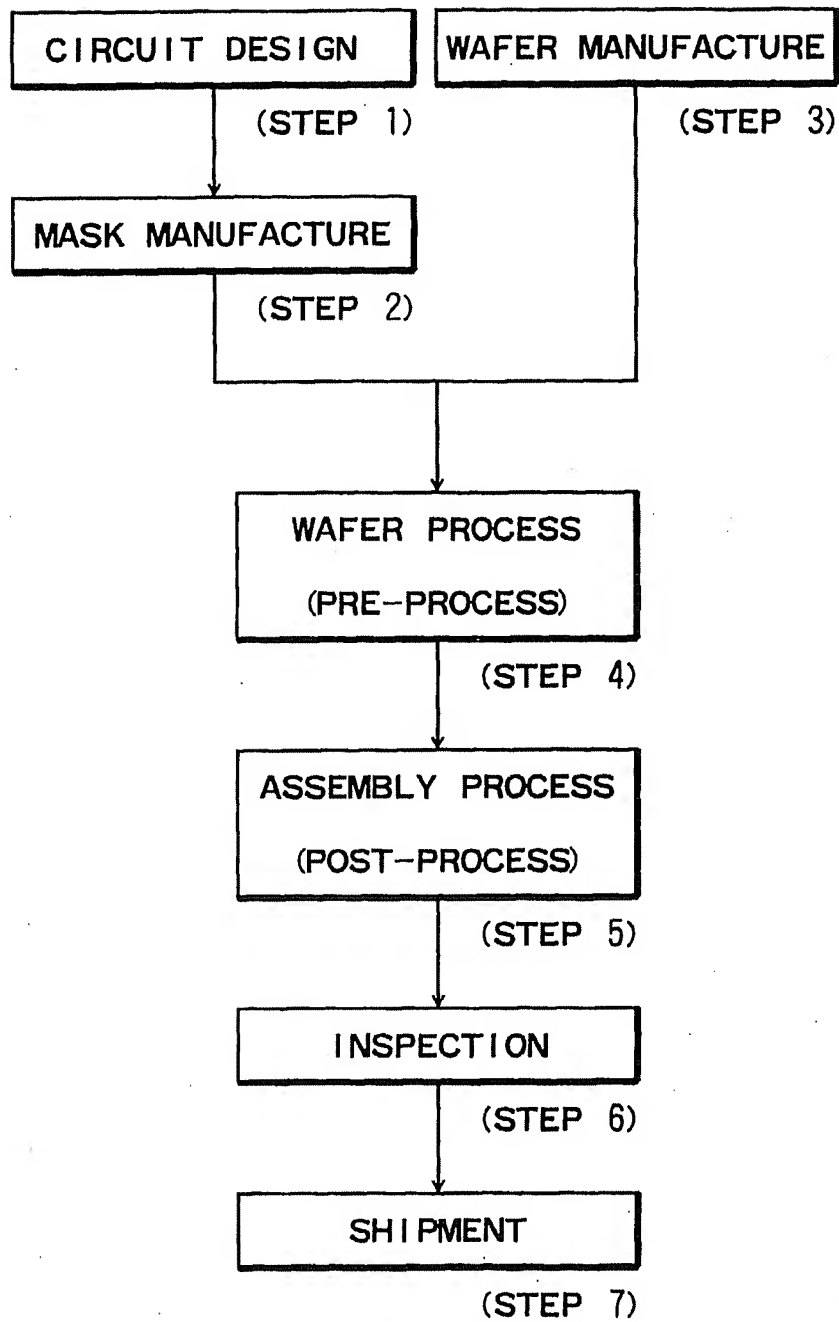 CIRCUIT DESIGN
(STEP 1)
MASK MANUFACTURE
(STEP 2)
WAFER MANUFACTURE
(STEP 3)
WAFER PROCESS
(PRE-PROCESS)
(STEP 4)
ASSEMBLY PROCESS
(POST-PROCESS)
(STEP 5)
INSPECTION
(STEP 6)
SHIPMENT
(STEP 7)